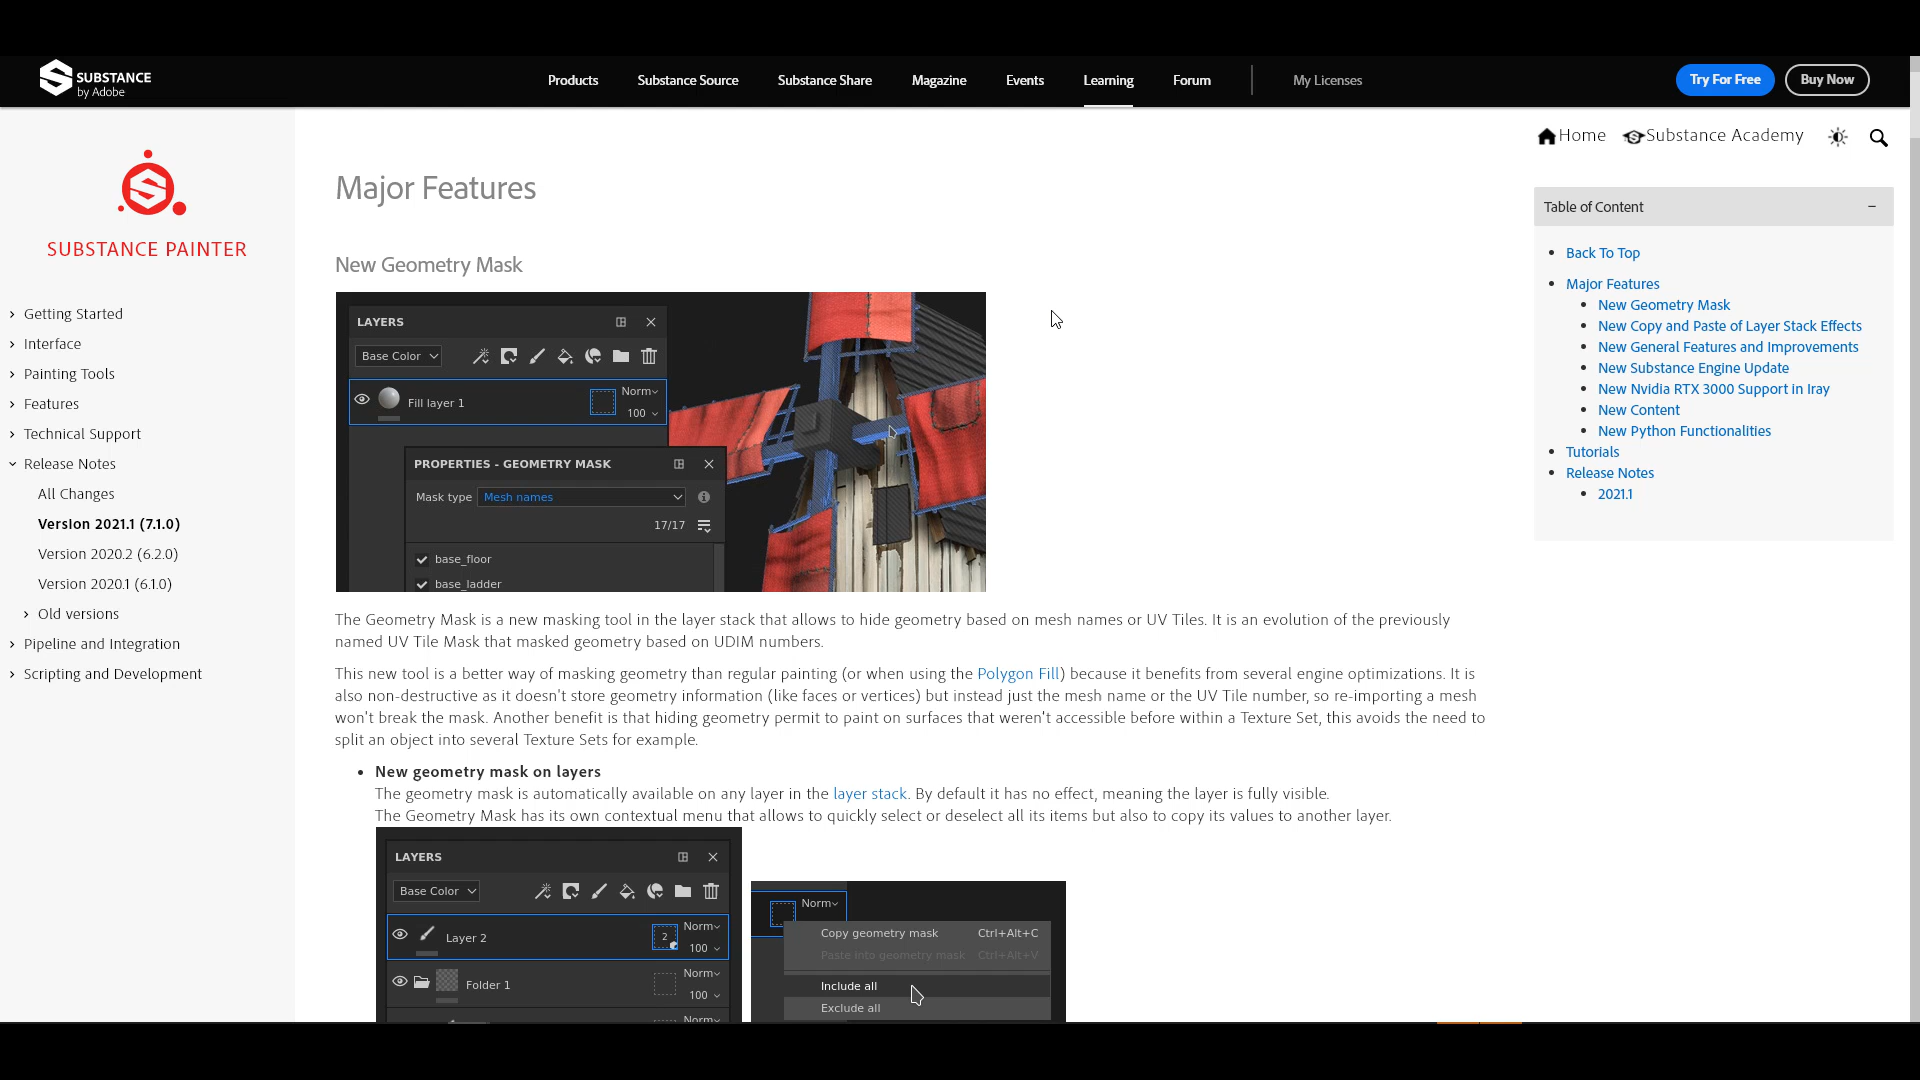 SUBSTANCE
by Adobe
Products
Substance Source
Substance Share
Magazine
Events
Learning
Forum
My Licenses
Try For Free
Buy Now
Home
Substance Academy
SUBSTANCE PAINTER
Getting Started
Interface
Painting Tools
Features
Technical Support
Release Notes
All Changes
Version 2021.1 (7.1.0)
Version 2020.2 (6.2.0)
Version 2020.1 (6.1.0)
Old versions
Pipeline and Integration
Scripting and Development
Major Features
New Geometry Mask
LAYERS
Base Color
Norm
Fill layer 1
100
PROPERTIES - GEOMETRY MASK
Mask type Mesh names
17/17
base_floor
base_ladder
The Geometry Mask is a new masking tool in the layer stack that allows to hide geometry based on mesh names or UV Tiles. It is an evolution of the previously
named UV Tile Mask that masked geometry based on UDIM numbers.
This new tool is a better way of masking geometry than regular painting (or when using the Polygon Fill) because it benefits from several engine optimizations. It is
also non-destructive as it doesn't store geometry information (like faces or vertices) but instead just the mesh name or the UV Tile number, so re-importing a mesh
won't break the mask. Another benefit is that hiding geometry permit to paint on surfaces that weren't accessible before within a Texture Set, this avoids the need to
split an object into several Texture Sets for example.
• New geometry mask on layers
The geometry mask is automatically available on any layer in the layer stack. By default it has no effect, meaning the layer is fully visible.
The Geometry Mask has its own contextual menu that allows to quickly select or deselect all its items but also to copy its values to another layer.
LAYERS
Base Color
Norm
Layer 2
2
100
Norm
Folder 1
100
Norm
Norm
Copy geometry mask Ctrl+Alt+C
Paste into geometry mask Ctrl+Alt+V
Include all
Exclude all
Table of Content
• Back To Top
• Major Features
• New Geometry Mask
• New Copy and Paste of Layer Stack Effects
• New General Features and Improvements
• New Substance Engine Update
• New Nvidia RTX 3000 Support in Iray
• New Content
• New Python Functionalities
• Tutorials
• Release Notes
• 2021.1